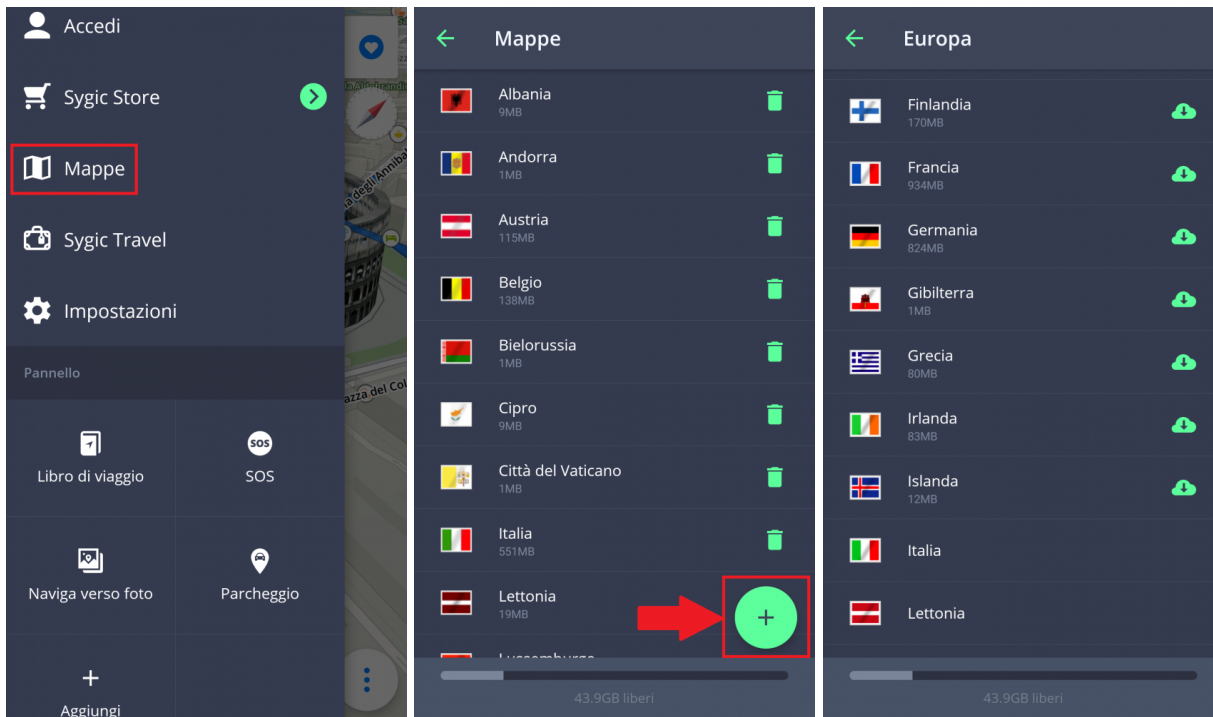 Accedi
Sygic Store
Mappe
Sygic Travel
Impostazioni
Pannello
Libro di viaggio
SOS
SOS
Naviga verso foto
Parcheggio
Aggiungi
Mappe
Albania
9MB
Andorra
1MB
Austria
115MB
Belgio
138MB
Bielorussia
1MB
Cipro
9MB
Città del Vaticano
1MB
Italia
551MB
Lettonia
19MB
Lussemburgo
43.9GB liberi
Europa
Finlandia
170MB
Francia
934MB
Germania
824MB
Gibilterra
1MB
Grecia
80MB
Irlanda
83MB
Islanda
12MB
Italia
Lettonia
43.9GB liberi